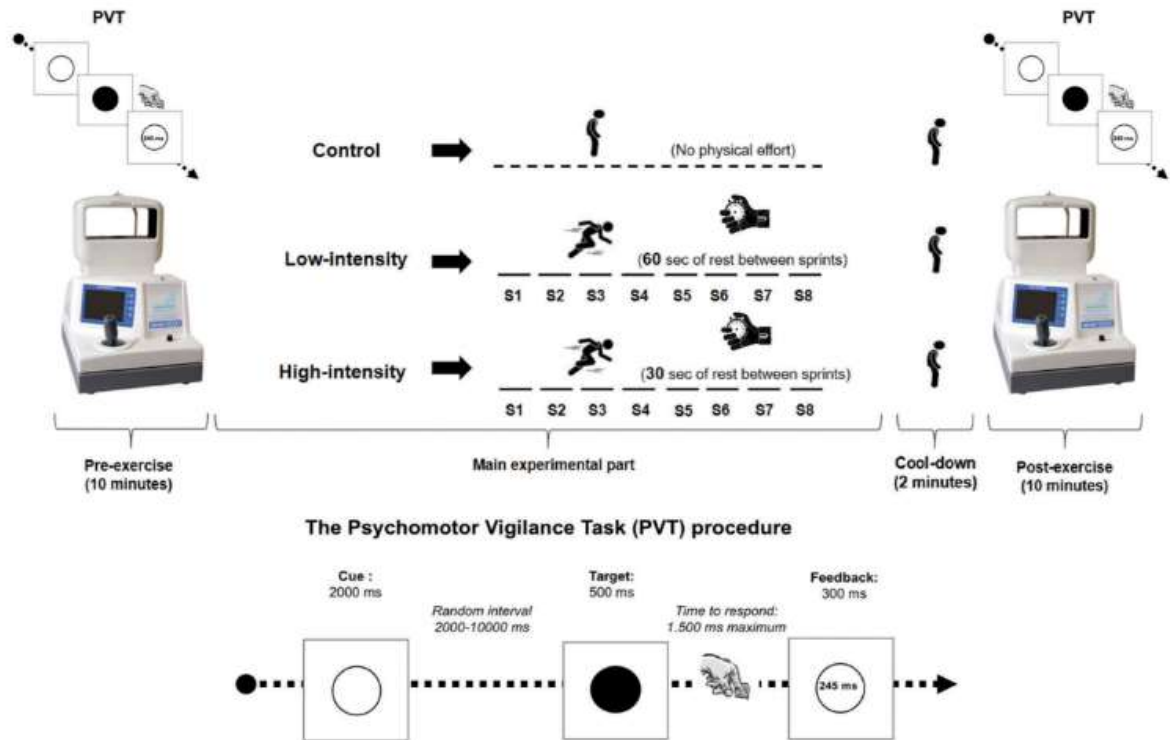 PVT
PVT
245 ms
245 ms
Control
(No physical effort)
Low-intensity
(60 sec of rest between sprints)
S1 S2 S3 S4 S5 S6 S7 S8
High-intensity
(30 sec of rest between sprints)
S1 S2 S3 S4 S5 S6 S7 S8
Pre-exercise
(10 minutes)
Main experimental part
Cool-down
(2 minutes)
Post-exercise
(10 minutes)
The Psychomotor Vigilance Task (PVT) procedure
Cue :
2000 ms
Random interval
2000-10000 ms
Target:
500 ms
Time to respond:
1.500 ms maximum
Feedback:
300 ms
245 ms